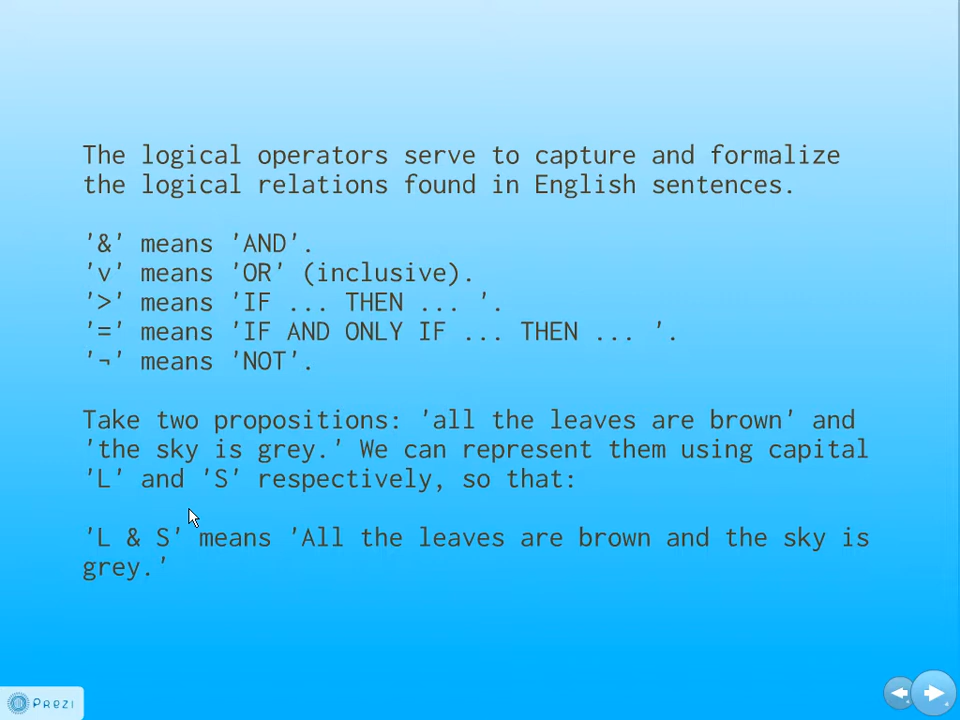 The logical operators serve to capture and formalize
the logical relations found in English sentences.
'&' means 'AND'.
'v' means 'OR' (inclusive).
'>' means 'IF ... THEN ... '.
'=' means 'IF AND ONLY IF ... THEN ... '.
'¬' means 'NOT'.
Take two propositions: 'all the leaves are brown' and
'the sky is grey.' We can represent them using capital
'L' and 'S' respectively, so that:
'L & S' means 'All the leaves are brown and the sky is
grey.'
Prezi